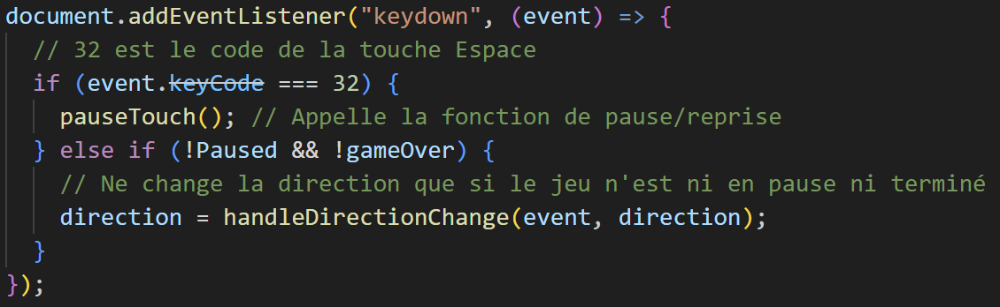 document.addEventListener("keydown", (event) => {
// 32 est le code de la touche Espace
if (event.keyCode === 32) {
pauseTouch(); // Appelle la fonction de pause/reprise
} else if (!Paused && !gameOver) {
// Ne change la direction que si le jeu n'est ni en pause ni terminé
direction = handleDirectionChange(event, direction);
}
});